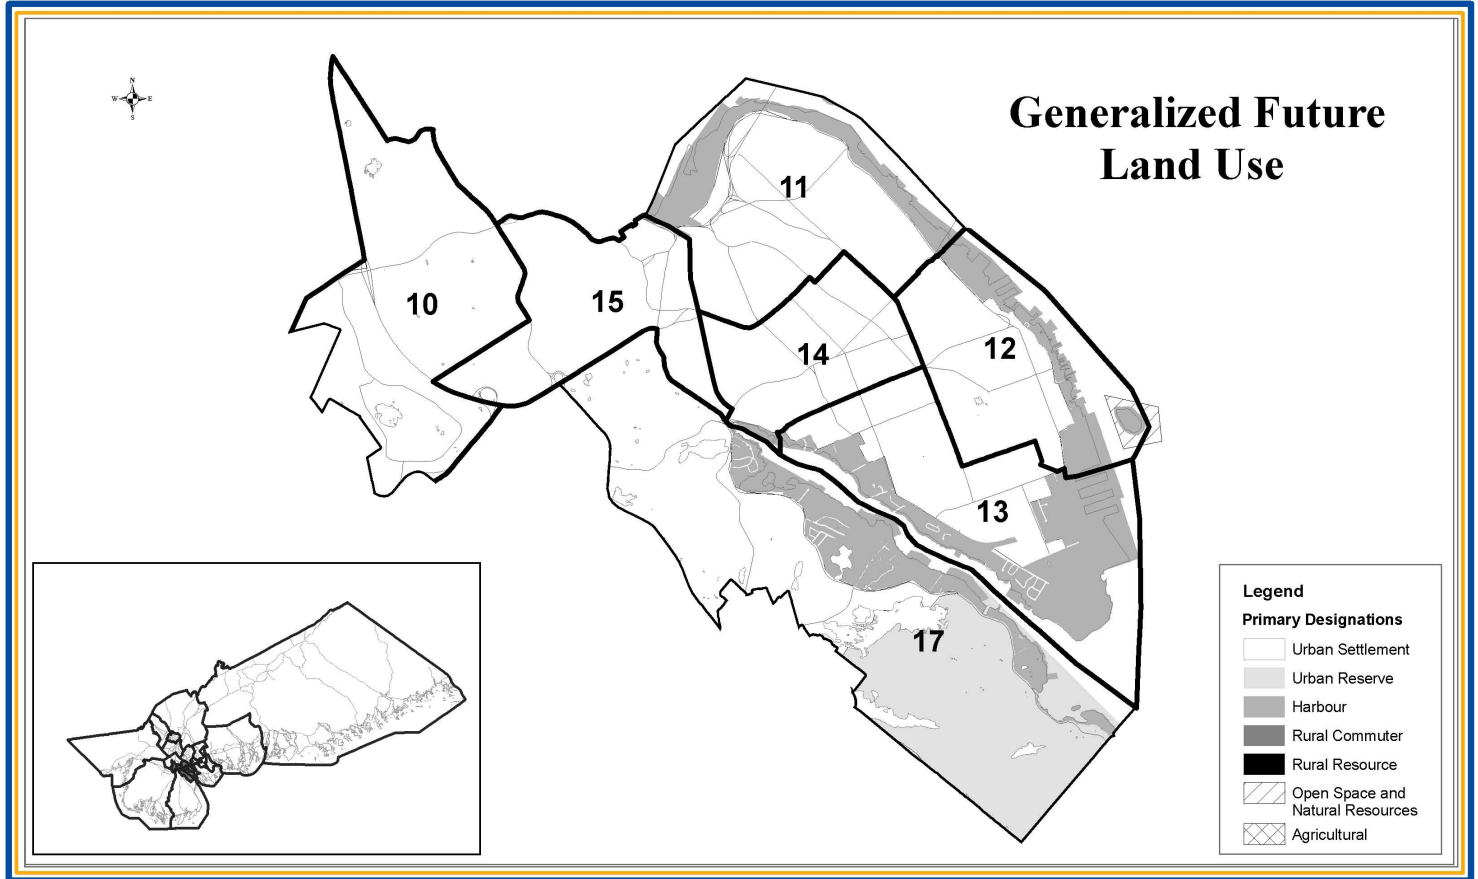 N
W E
S
Generalized Future
Land Use
11
10
15
14
12
13
17
Legend
Primary Designations
Urban Settlement
Urban Reserve
Harbour
Rural Commuter
Rural Resource
Open Space and
Natural Resources
Agricultural